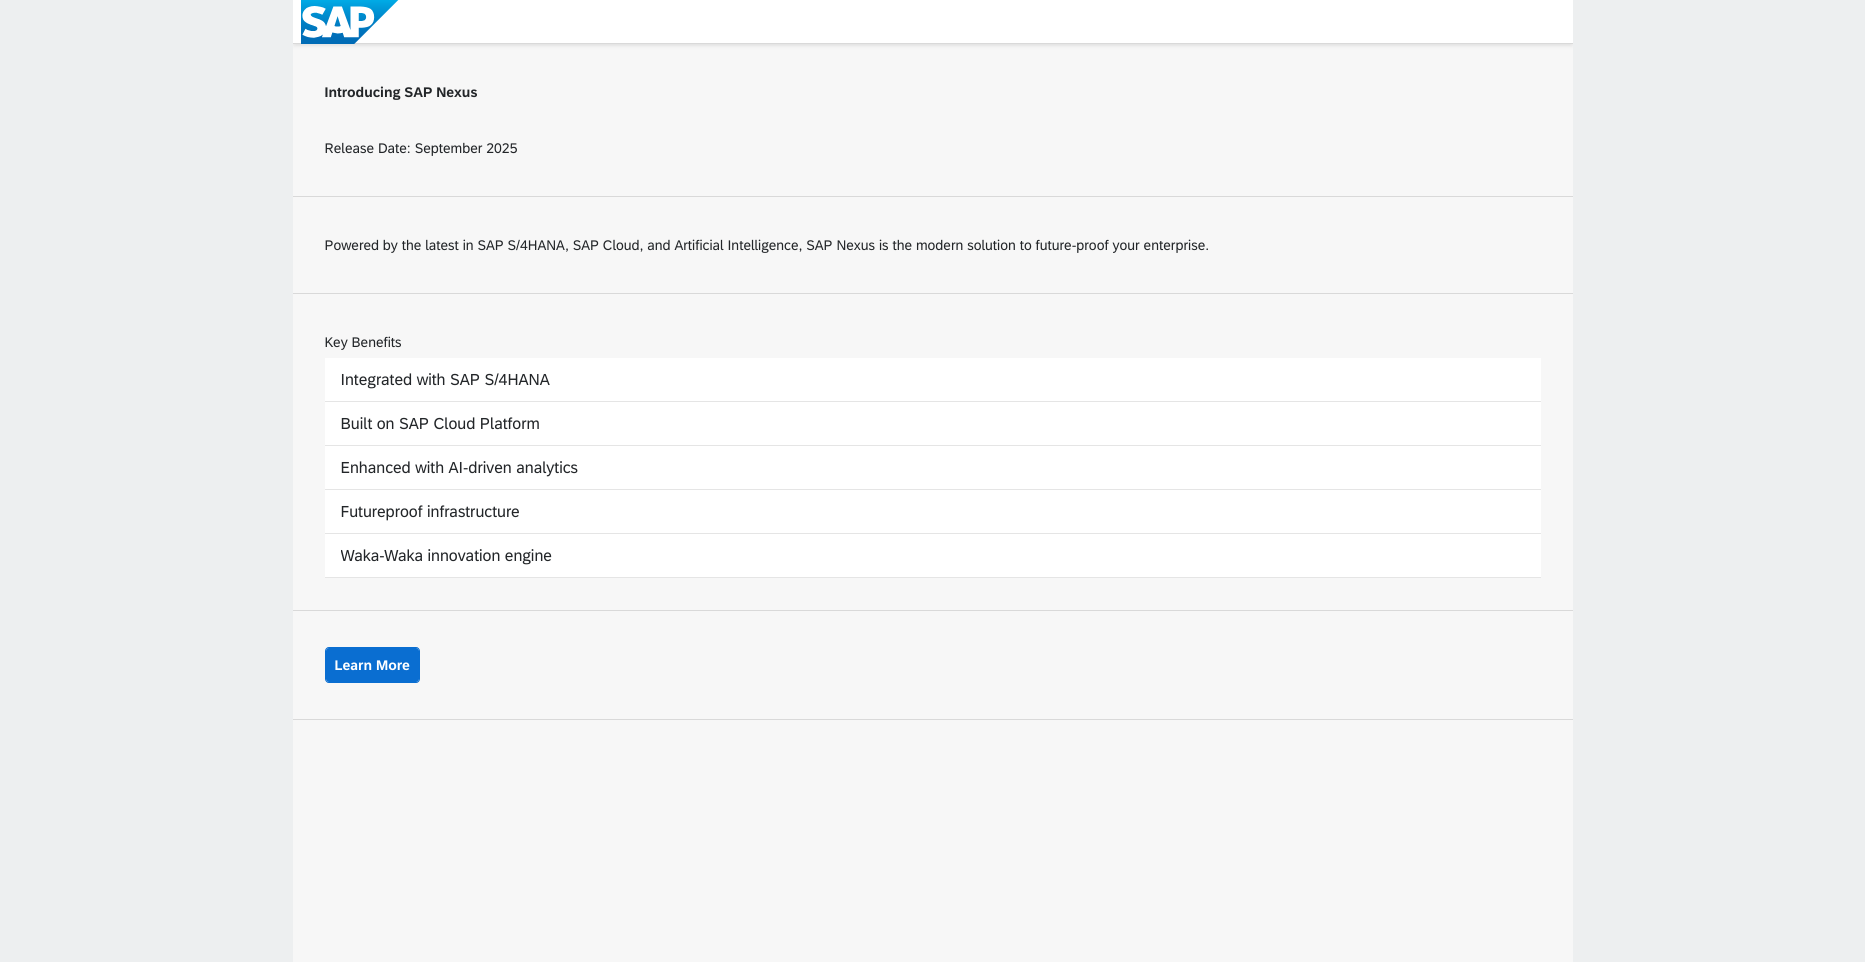 SAP
Introducing SAP Nexus
Release Date: September 2025
Powered by the latest in SAP S/4HANA, SAP Cloud, and Artificial Intelligence, SAP Nexus is the modern solution to future-proof your enterprise.
Key Benefits
Integrated with SAP S/4HANA
Built on SAP Cloud Platform
Enhanced with AI-driven analytics
Futureproof infrastructure
Waka-Waka innovation engine
Learn More